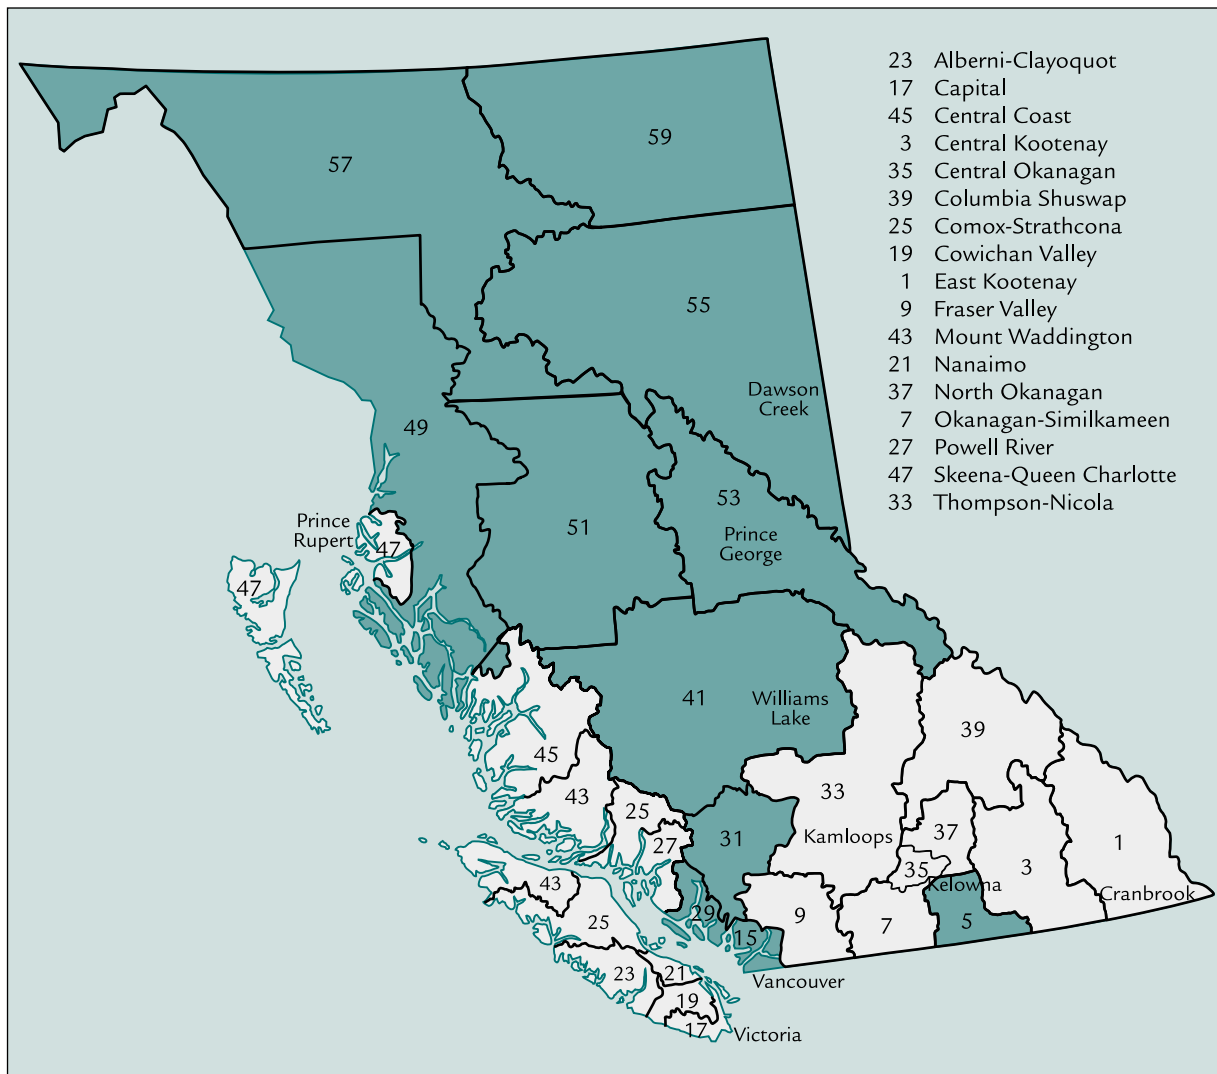 23 Alberni-Clayoquot
17 Capital
45 Central Coast
3 Central Kootenay
35 Central Okanagan
39 Columbia Shuswap
25 Comox-Strathcona
19 Cowichan Valley
1 East Kootenay
9 Fraser Valley
43 Mount Waddington
21 Nanaimo
37 North Okanagan
7 Okanagan-Similkameen
27 Powell River
47 Skeena-Queen Charlotte
33 Thompson-Nicola
59
57
55
Dawson
Creek
49
53
Prince
Rupert
51
Prince
George
47
47
41
Williams
Lake
39
45
33
43
25
37
31
Kamloops
27
1
3
35
43
Kelowna
Cranbrook
29
9
25
7
5
15
23
21
Vancouver
19
17
Victoria